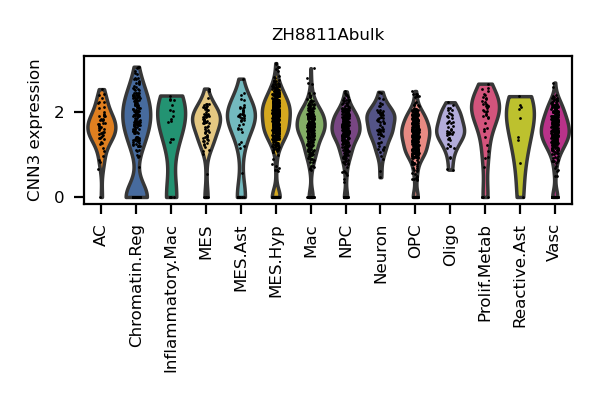 ZH8811Abulk
CNN3 expression
2
0
AC
Chromatin.Reg
Inflammatory.Mac
MES
MES.Ast
MES.Hyp
Mac
NPC
Neuron
OPC
Oligo
Prolif.Metab
Reactive.Ast
Vasc